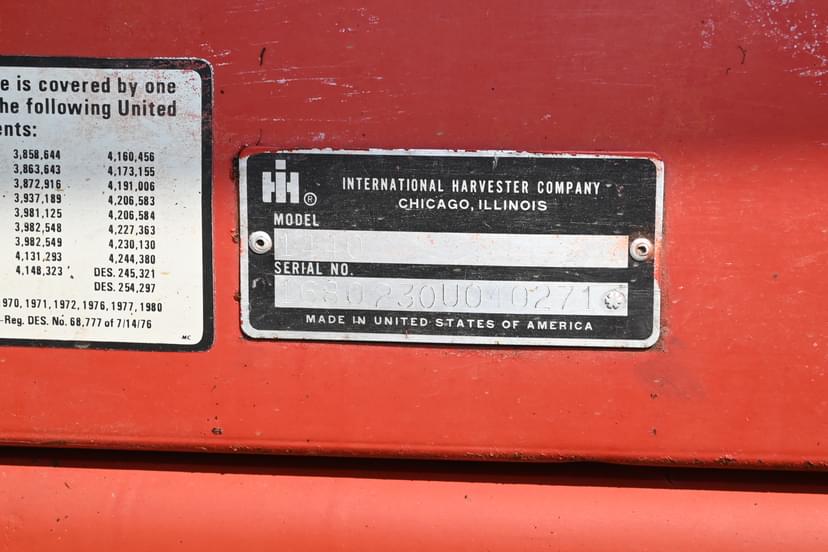 e is covered by one
he following United
ents:
3,858,644 4,160,456
3,863,643 4,173,155
3,872,916 4,191,006
3,937,189 4,206,583
3,981,125 4,206,584
3,982,548 4,227,363
3,982,549 4,230,130
4,131,293 4,244,380
4,148,323 DES. 245,321
DES. 254,297
970, 1971, 1972, 1976, 1977, 1980
-Reg. DES. No. 68,777 of 7/14/76
MC
IH ®
INTERNATIONAL HARVESTER COMPANY
CHICAGO, ILLINOIS
MODEL
SERIAL NO.
MADE IN UNITED STATES OF AMERICA